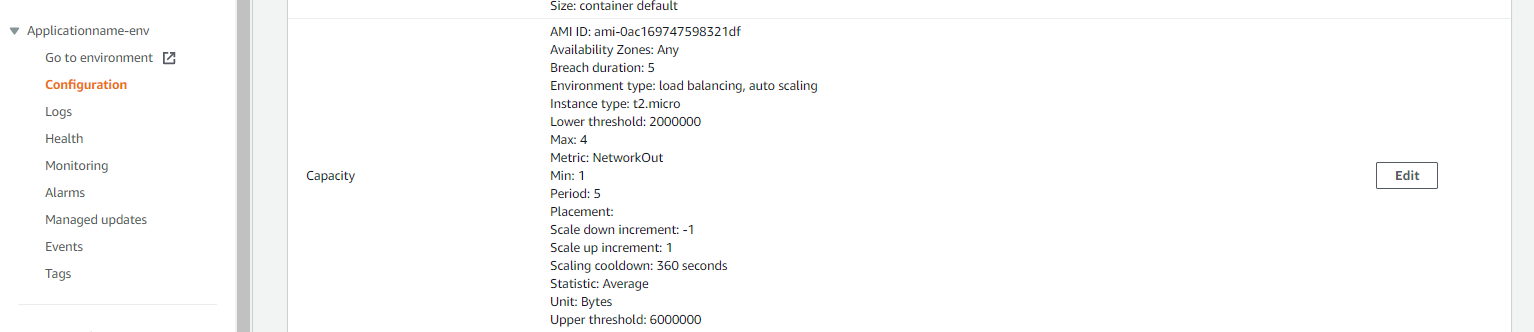 Size: container default
Applicationname-env
Go to environment
Configuration
Logs
Health
Monitoring
Alarms
Managed updates
Events
Tags
Capacity
AMI ID: ami-0ac169747598321df
Availability Zones: Any
Breach duration: 5
Environment type: load balancing, auto scaling
Instance type: t2.micro
Lower threshold: 2000000
Max: 4
Metric: NetworkOut
Min: 1
Period: 5
Placement:
Scale down increment: -1
Scale up increment: 1
Scaling cooldown: 360 seconds
Statistic: Average
Unit: Bytes
Upper threshold: 6000000
Edit